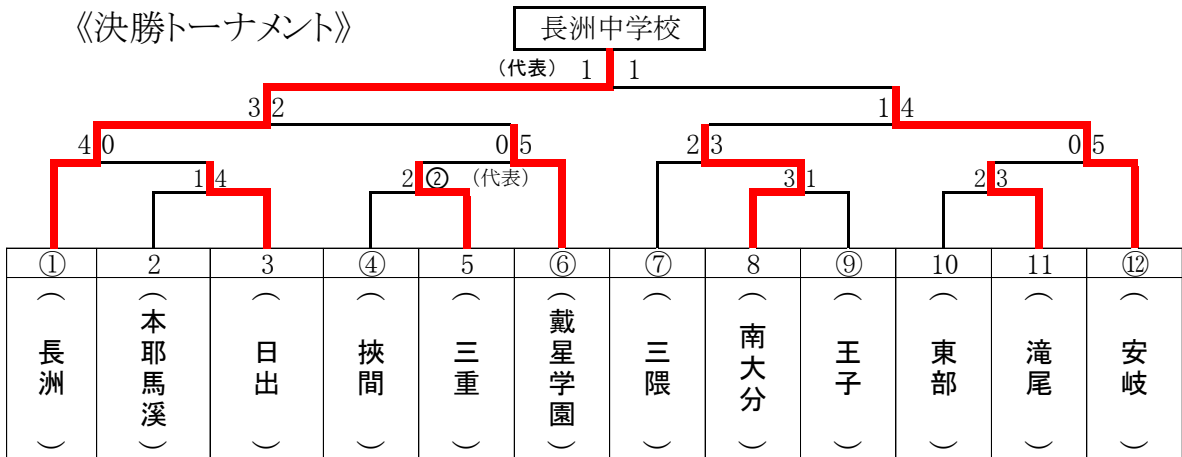 《決勝トーナメント》
長洲中学校
(代表) 1 1
3 2
1 4
4 0
0 5
2 3
0 5
1 4
2 ② (代表)
3 1
2 3
① 2 3 ④ 5 ⑥ ⑦ 8 ⑨ 10 11 ⑫
(長洲)
(本耶馬溪)
(日出)
(挾間)
(三重)
(戴星学園)
(三隈)
(南大分)
(王子)
(東部)
(滝尾)
(安岐)